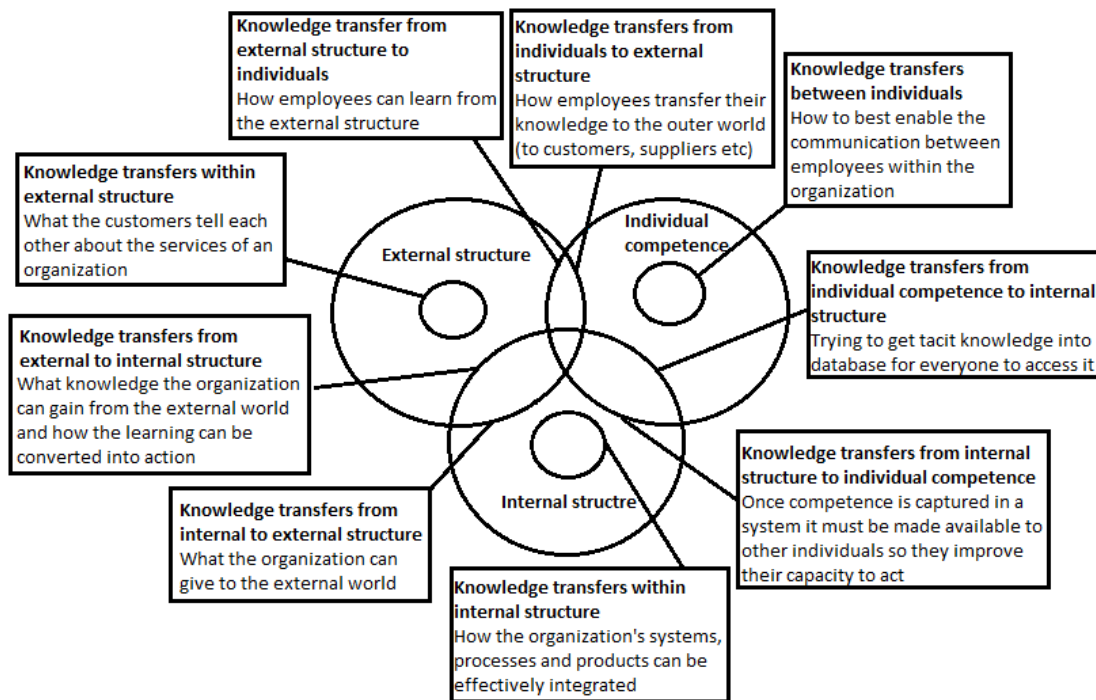 Knowledge transfer from
external structure to
individuals
How employees can learn from
the external structure
Knowledge transfers from
individuals to external
structure
How employees transfer their
knowledge to the outer world
(to customers, suppliers etc)
Knowledge transfers
between individuals
How to best enable the
communication between
employees within the
organization
Knowledge transfers within
external structure
What the customers tell each
other about the services of an
organization
External structure
Individual
competence
Knowledge transfers from
individual competence to internal
structure
Trying to get tacit knowledge into
database for everyone to access it
Knowledge transfers from
external to internal structure
What knowledge the organization
can gain from the external world
and how the learning can be
converted into action
Knowledge transfers from internal
structure to individual competence
Once competence is captured in a
system it must be made available to
other individuals so they improve
their capacity to act
Internal structre
Knowledge transfers from
internal to external structure
What the organization can
give to the external world
Knowledge transfers within
internal structure
How the organization's systems,
processes and products can be
effectively integrated